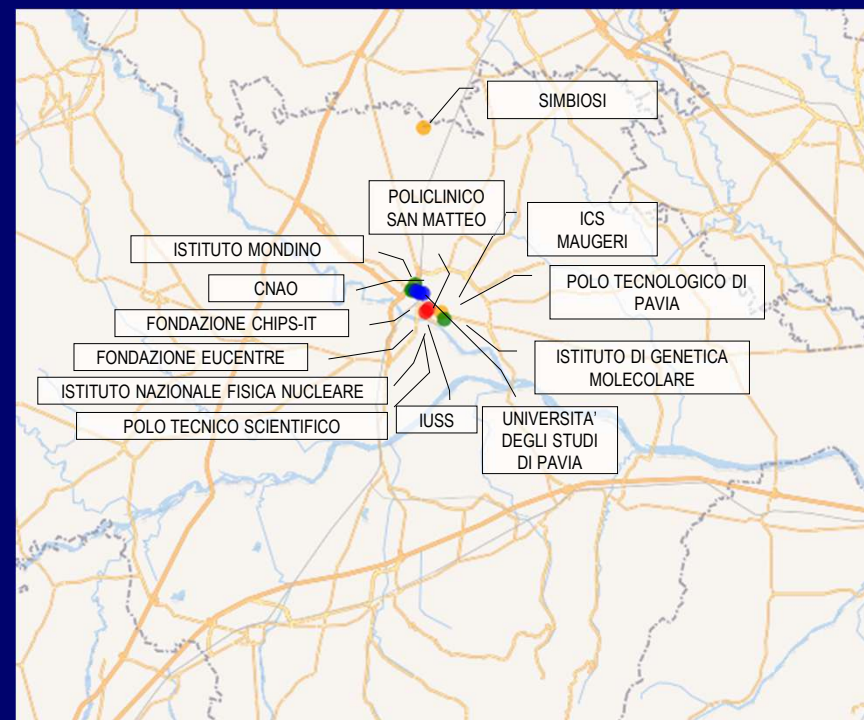 SIMBIOSI
POLICLINICO
SAN MATTEO
ICS
MAUGERI
ISTITUTO MONDINO
CNAO
POLO TECNOLOGICO DI
PAVIA
FONDAZIONE CHIPS-IT
FONDAZIONE EUCENTRE
ISTITUTO DI GENETICA
MOLECOLARE
ISTITUTO NAZIONALE FISICA NUCLEARE
POLO TECNICO SCIENTIFICO
IUSS
UNIVERSITA'
DEGLI STUDI
DI PAVIA